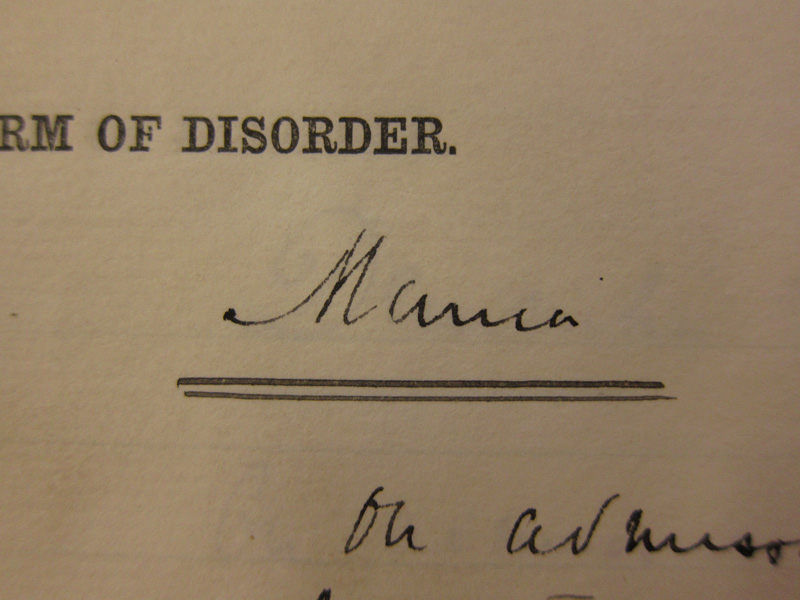 RM OF DISORDER.
Mania
On admiss